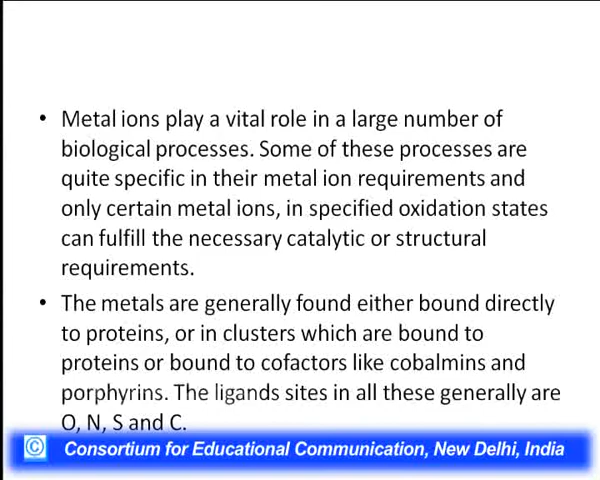 • Metal ions play a vital role in a large number of
biological processes. Some of these processes are
quite specific in their metal ion requirements and
only certain metal ions, in specified oxidation states
can fulfill the necessary catalytic or structural
requirements.
• The metals are generally found either bound directly
to proteins, or in clusters which are bound to
proteins or bound to cofactors like cobalmins and
porphyrins. The ligands sites in all these generally are
O, N, S and C.
© Consortium for Educational Communication, New Delhi, India